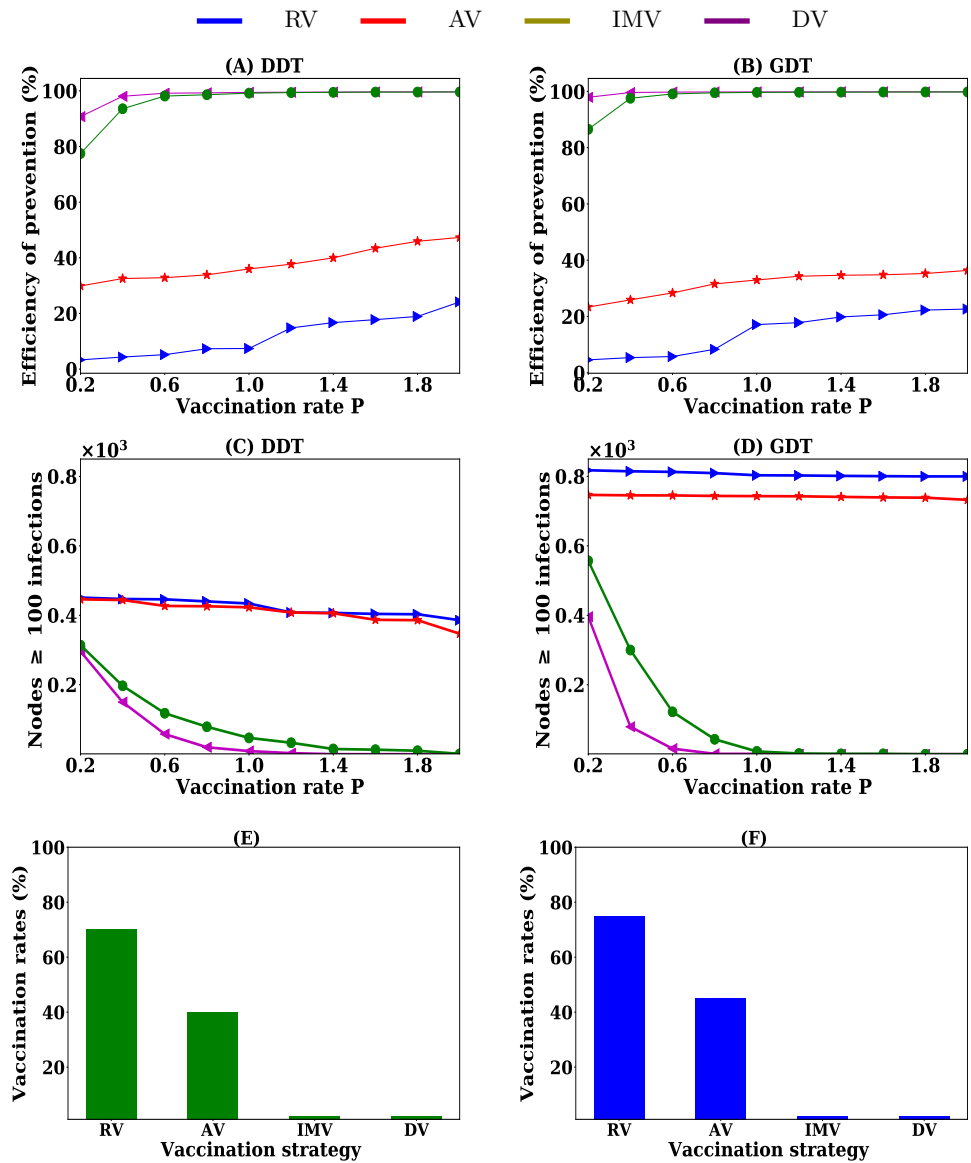 RV AV IMV DV
(A) DDT
Efficiency of prevention (%)
100
80
60
40
20
0
0.2 0.6 1.0 1.4 1.8
Vaccination rate P
(B) GDT
Efficiency of prevention (%)
100
80
60
40
20
0
0.2 0.6 1.0 1.4 1.8
Vaccination rate P
×10³
(C) DDT
Nodes ≥ 100 infections
0.8
0.6
0.4
0.2
0.2 0.6 1.0 1.4 1.8
Vaccination rate P
×10³
(D) GDT
Nodes ≥ 100 infections
0.8
0.6
0.4
0.2
0.2 0.6 1.0 1.4 1.8
Vaccination rate P
(E)
Vaccination rates (%)
100
80
60
40
20
RV AV IMV DV
Vaccination strategy
(F)
Vaccination rates (%)
100
80
60
40
20
RV AV IMV DV
Vaccination strategy